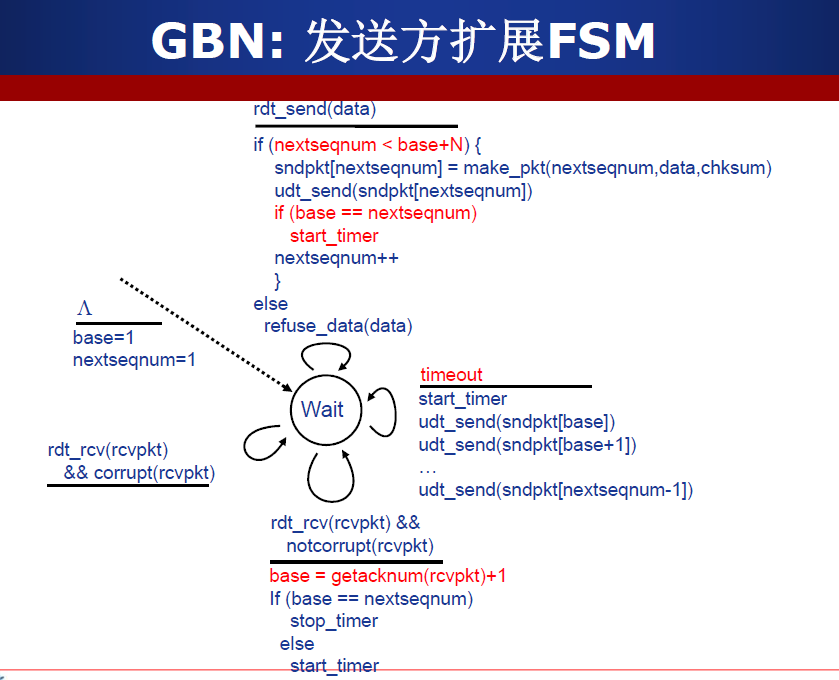 GBN: 发送方扩展FSM
rdt_send(data)
if (nextseqnum < base+N) {
sndpkt[nextseqnum] = make_pkt(nextseqnum,data,chksum)
udt_send(sndpkt[nextseqnum])
if (base == nextseqnum)
start_timer
nextseqnum++
}
else
refuse_data(data)
Λ
base=1
nextseqnum=1
Wait
timeout
start_timer
udt_send(sndpkt[base])
udt_send(sndpkt[base+1])
…
udt_send(sndpkt[nextseqnum-1])
rdt_rcv(rcvpkt)
&& corrupt(rcvpkt)
rdt_rcv(rcvpkt) &&
notcorrupt(rcvpkt)
base = getacknum(rcvpkt)+1
If (base == nextseqnum)
stop_timer
else
start_timer